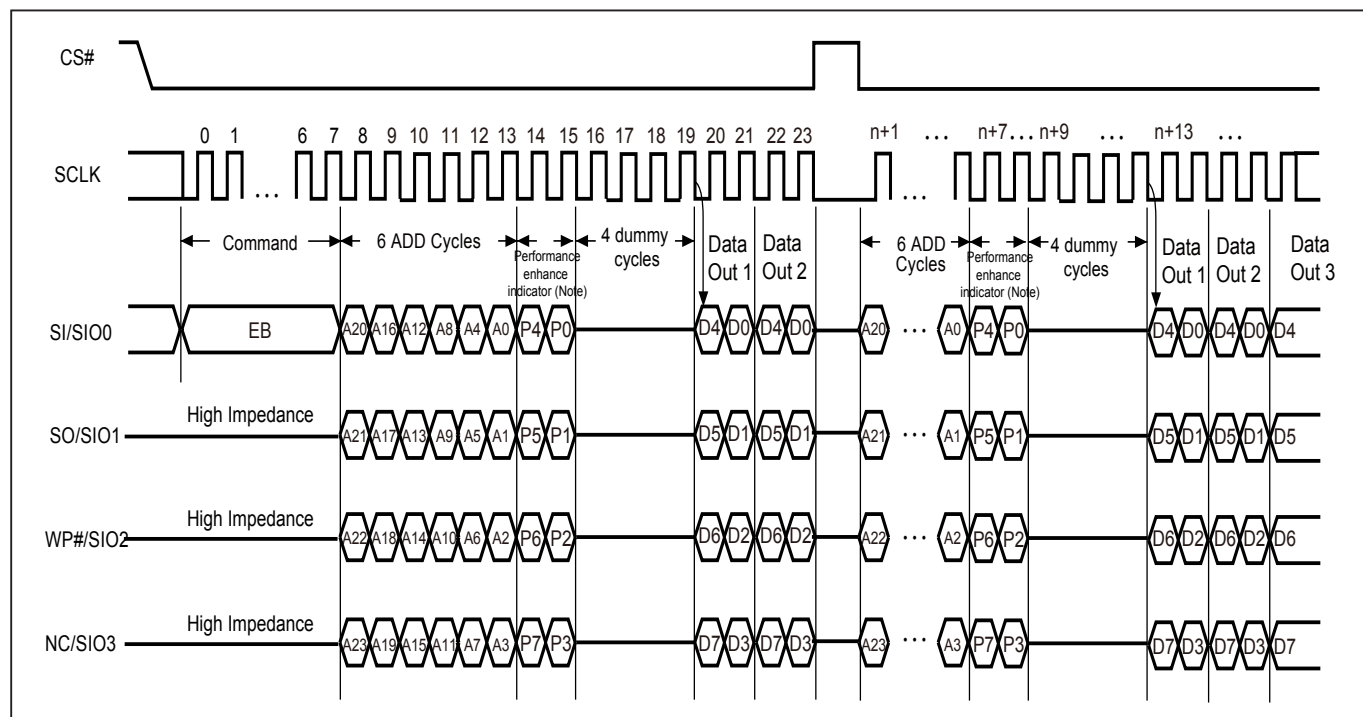 CS#
0 1 6 7 8 9 10 11 12 13 14 15 16 17 18 19 20 21 22 23 n+1 ... n+7... n+9 ... n+13 ...
SCLK
... ...
Command 6 ADD Cycles Performance enhance indicator (Note) 4 dummy cycles Data Out 1 Data Out 2 6 ADD Cycles Performance enhance indicator (Note) 4 dummy cycles Data Out 1 Data Out 2 Data Out 3
SI/SIO0 EB A20 A16 A12 A8 A4 A0 P4 P0 D4 D0 D4 D0 A20 ... A0 P4 P0 D4 D0 D4 D0 D4
SO/SIO1 High Impedance A21 A17 A13 A9 A5 A1 P5 P1 D5 D1 D5 D1 A21 ... A1 P5 P1 D5 D1 D5 D1 D5
WP#/SIO2 High Impedance A22 A18 A14 A10 A6 A2 P6 P2 D6 D2 D6 D2 A22 ... A2 P6 P2 D6 D2 D6 D2 D6
NC/SIO3 High Impedance A23 A19 A15 A11 A7 A3 P7 P3 D7 D3 D7 D3 A23 ... A3 P7 P3 D7 D3 D7 D3 D7